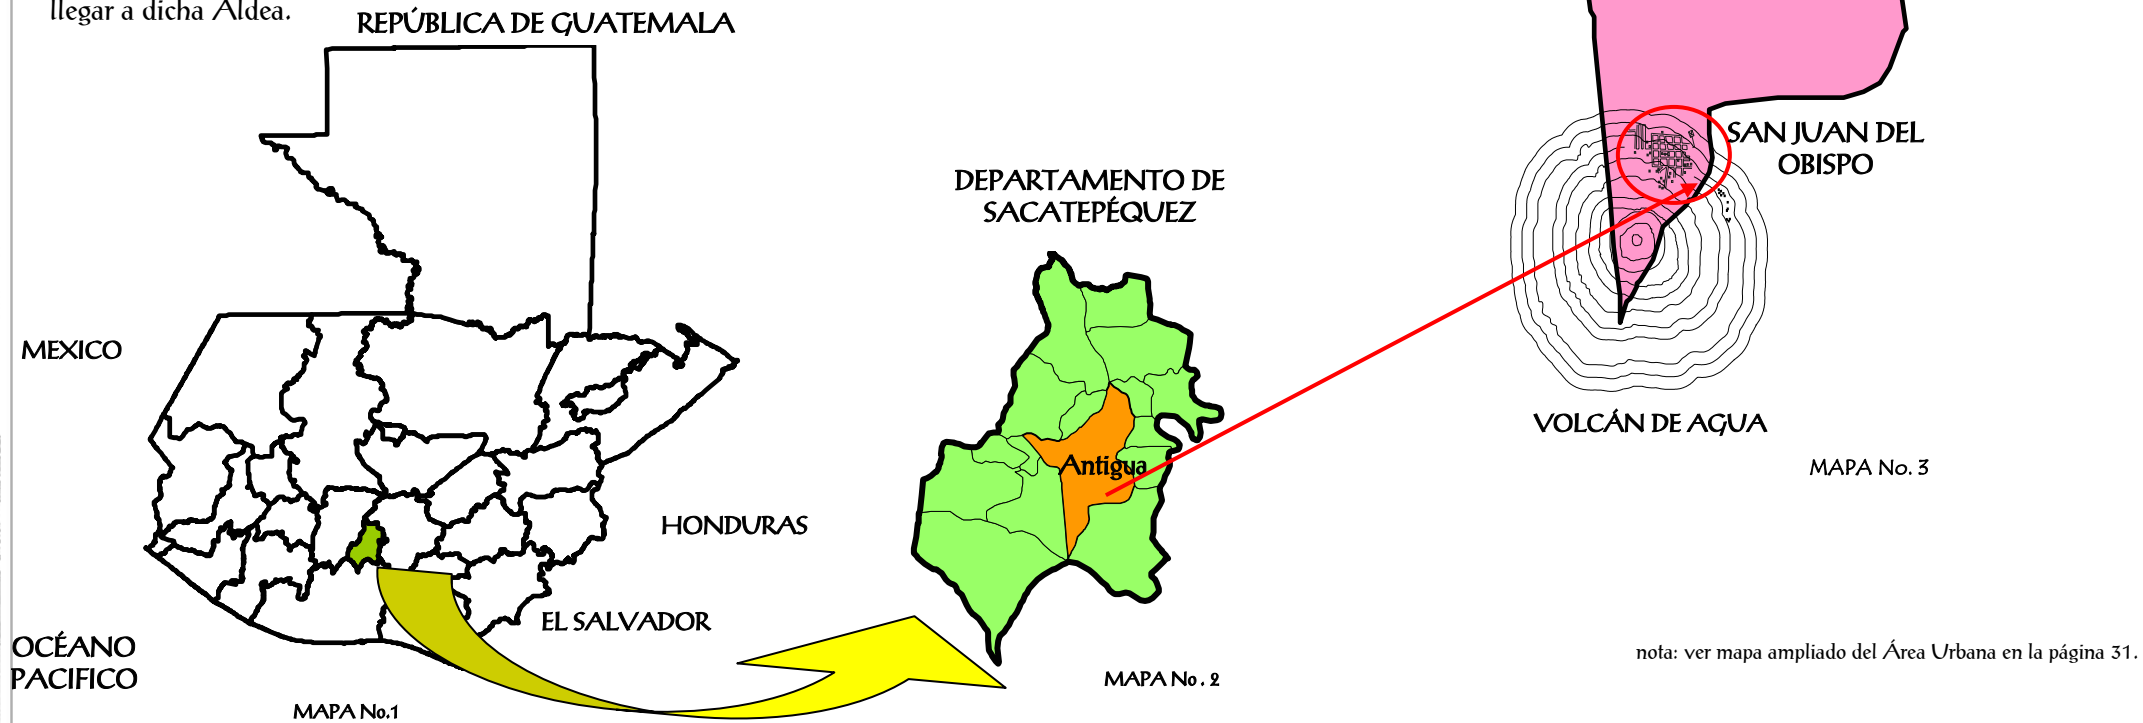 llegar a dicha Aldea.
REPÚBLICA DE GUATEMALA
MEXICO
HONDURAS
EL SALVADOR
OCÉANO
PACIFICO
MAPA No.1
DEPARTAMENTO DE
SACATEPÉQUEZ
Antigua
MAPA No. 2
SAN JUAN DEL
OBISPO
VOLCÁN DE AGUA
MAPA No. 3
nota: ver mapa ampliado del Área Urbana en la página 31.